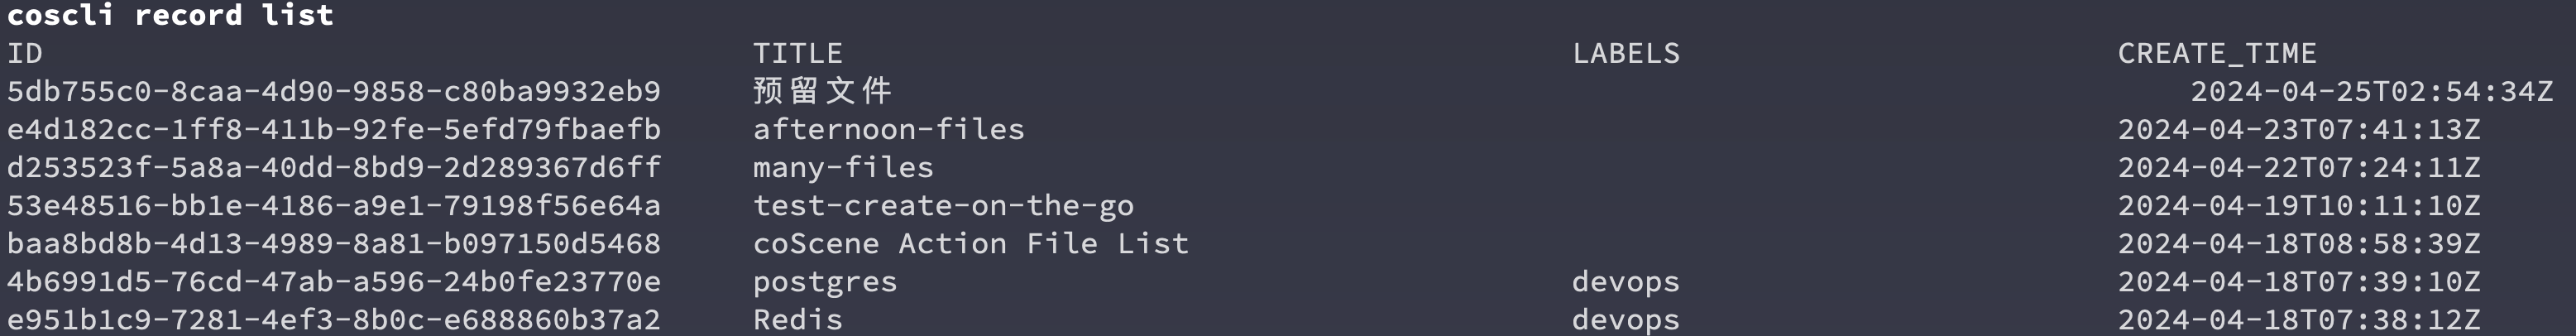 coscli record list
ID TITLE LABELS CREATE_TIME
5db755c0-8caa-4d90-9858-c80ba9932eb9 预留文件 2024-04-25T02:54:34Z
e4d182cc-1ff8-411b-92fe-5efd79fbaefb afternoon-files 2024-04-23T07:41:13Z
d253523f-5a8a-40dd-8bd9-2d289367d6ff many-files 2024-04-22T07:24:11Z
53e48516-bb1e-4186-a9e1-79198f56e64a test-create-on-the-go 2024-04-19T10:11:10Z
baa8bd8b-4d13-4989-8a81-b097150d5468 coScene Action File List 2024-04-18T08:58:39Z
4b6991d5-76cd-47ab-a596-24b0fe23770e postgres devops 2024-04-18T07:39:10Z
e951b1c9-7281-4ef3-8b0c-e688860b37a2 Redis devops 2024-04-18T07:38:12Z